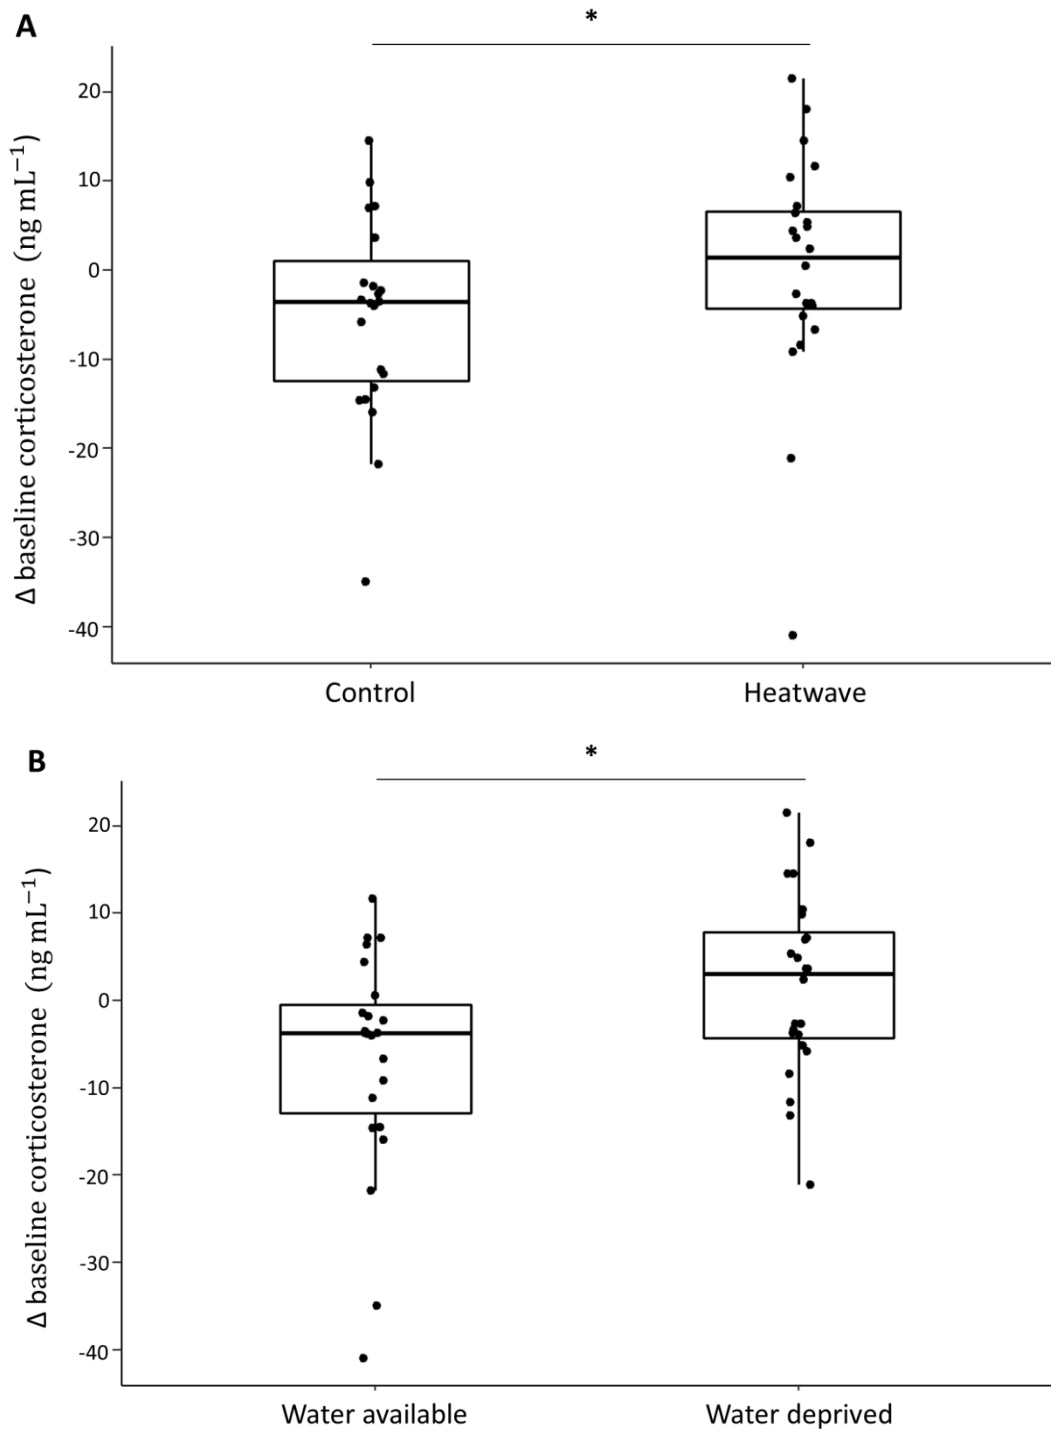 A
*
Δ baseline corticosterone (ng mL⁻¹)
20
10
0
-10
-20
-30
-40
Control Heatwave
B
*
Δ baseline corticosterone (ng mL⁻¹)
20
10
0
-10
-20
-30
-40
Water available Water deprived